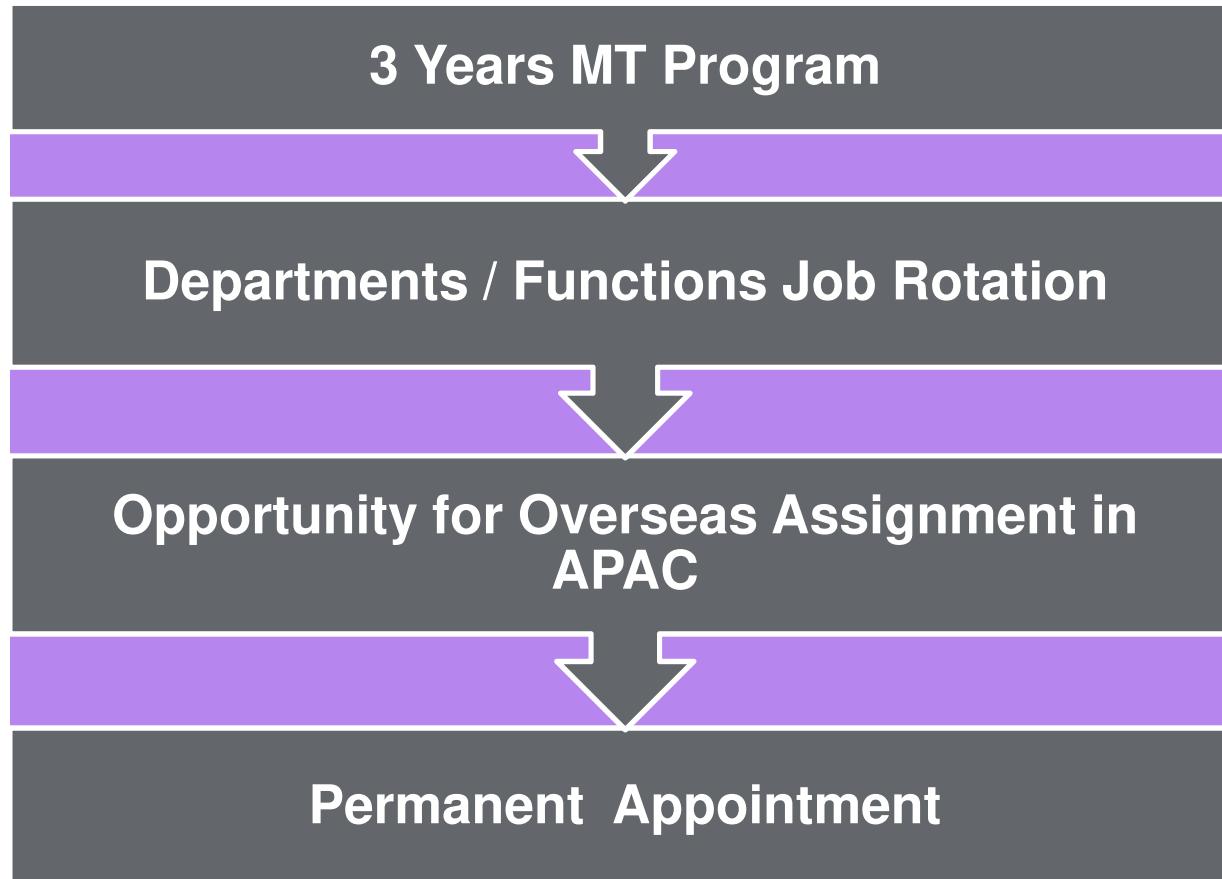 3 Years MT Program
Departments / Functions Job Rotation
Opportunity for Overseas Assignment in
APAC
Permanent  Appointment